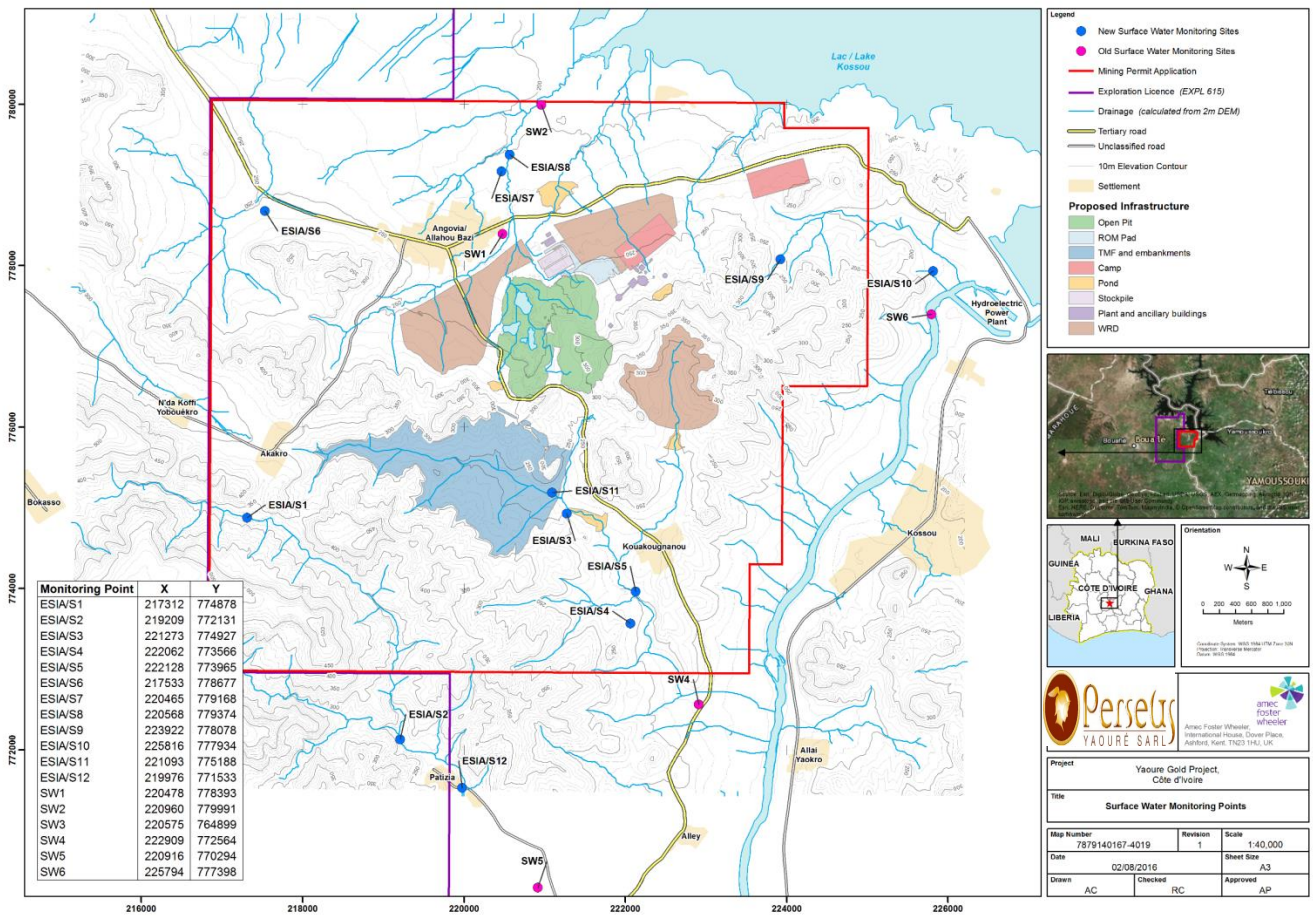 Lac / Lake
Kossou
SW2
ESIA/S8
ESIA/S7
ESIA/S6
Angovia/
Allahou Bazi
SW1
ESIA/S9
ESIA/S10
SW6
Hydroelectric
Power
Plant
N'da Koffi
Yobouékro
Akakro
Bokasso
ESIA/S1
ESIA/S11
ESIA/S3
Kouakougnanou
Kossou
ESIA/S5
ESIA/S4
SW4
ESIA/S2
ESIA/S12
Patizia
Allai
Yaokro
Alley
SW5
780000
778000
776000
774000
772000
216000 218000 220000 222000 224000 226000
Monitoring Point X Y
ESIA/S1 217312 774878
ESIA/S2 219209 772131
ESIA/S3 221273 774927
ESIA/S4 222062 773566
ESIA/S5 222128 773965
ESIA/S6 217533 778677
ESIA/S7 220465 779168
ESIA/S8 220568 779374
ESIA/S9 223922 778078
ESIA/S10 225816 777934
ESIA/S11 221093 775188
ESIA/S12 219976 771533
SW1 220478 778393
SW2 220960 779991
SW3 220575 764899
SW4 222909 772564
SW5 220916 770294
SW6 225794 777398
Legend
New Surface Water Monitoring Sites
Old Surface Water Monitoring Sites
Mining Permit Application
Exploration Licence (EXPL 615)
Drainage (calculated from 2m DEM)
Tertiary road
Unclassified road
10m Elevation Contour
Settlement
Proposed Infrastructure
Open Pit
ROM Pad
TMF and embankments
Camp
Pond
Stockpile
Plant and ancillary buildings
WRD
MALI
BURKINA FASO
GUINEA
CÔTE D'IVOIRE
GHANA
LIBERIA
Orientation
N
W E
S
0 200 400 600 800 1,000
Meters
Perseus
YAOURÉ SARL
amec
foster
wheeler
Amec Foster Wheeler,
International House, Dover Place,
Ashford, Kent. TN23 1HU, UK
Project
Yaoure Gold Project,
Côte d'Ivoire
Title
Surface Water Monitoring Points
Map Number Revision Scale
7879140167-4019 1 1:40,000
Date Sheet Size
02/08/2016 A3
Drawn Checked Approved
AC RC AP